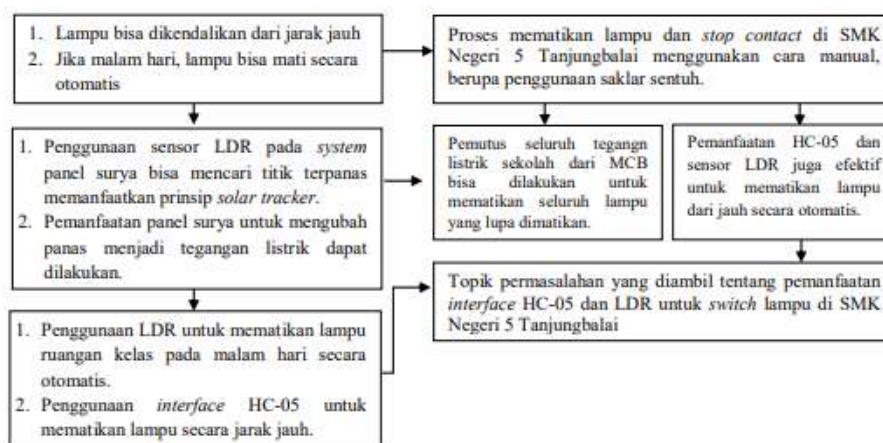 1. Lampu bisa dikendalikan dari jarak jauh
2. Jika malam hari, lampu bisa mati secara
otomatis
Proses mematikan lampu dan stop contact di SMK
Negeri 5 Tanjungbalai menggunakan cara manual,
berupa penggunaan saklar sentuh.
1. Penggunaan sensor LDR pada system
panel surya bisa mencari titik terpanas
memanfaatkan prinsip solar tracker.
2. Pemanfaatan panel surya untuk mengubah
panas menjadi tegangan listrik dapat
dilakukan.
Pemutus seluruh tegangn
listrik sekolah dari MCB
bisa dilakukan untuk
mematikan seluruh lampu
yang lupa dimatikan.
Pemanfaatan HC-05 dan
sensor LDR juga efektif
untuk mematikan lampu
dari jauh secara otomatis.
Topik permasalahan yang diambil tentang pemanfaatan
interface HC-05 dan LDR untuk switch lampu di SMK
Negeri 5 Tanjungbalai
1. Penggunaan LDR untuk mematikan lampu
ruangan kelas pada malam hari secara
otomatis.
2. Penggunaan interface HC-05 untuk
mematikan lampu secara jarak jauh.